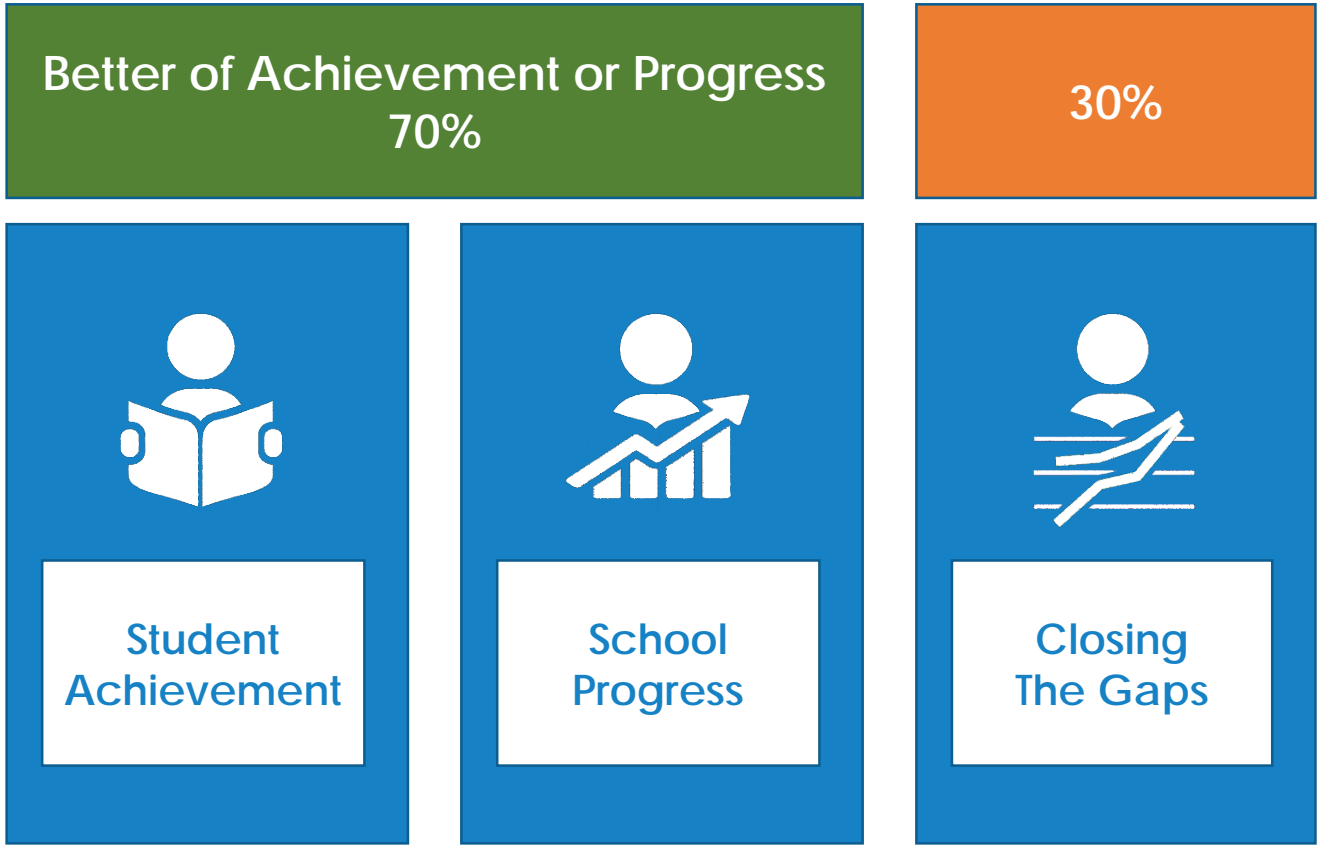 Better of Achievement or Progress
70%
30%
Student
Achievement
School
Progress
Closing
The Gaps